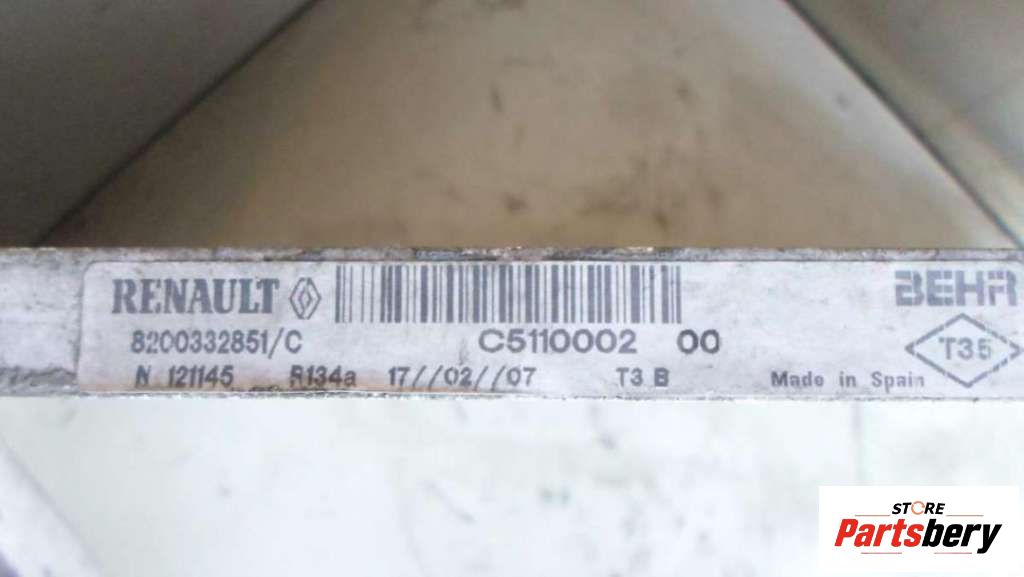 RENAULT
BEHR
8200332851/C C5110002 00
T35
N 121145 R134a 17//02//07 T3 B Made in Spain
STORE
Partsbery